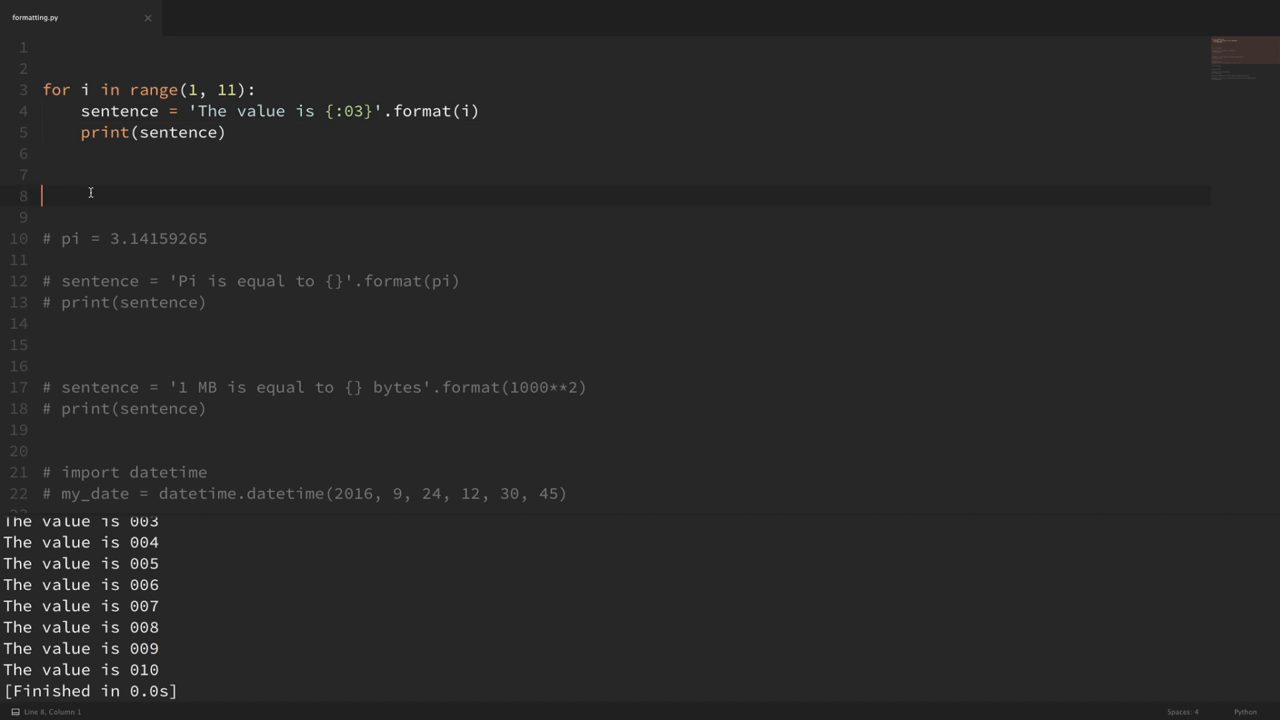 formatting.py ×
1
2
3 for i in range(1, 11):
4     sentence = 'The value is {:03}'.format(i)
5     print(sentence)
6
7
8
9
10 # pi = 3.14159265
11
12 # sentence = 'Pi is equal to {}'.format(pi)
13 # print(sentence)
14
15
16
17 # sentence = '1 MB is equal to {} bytes'.format(1000**2)
18 # print(sentence)
19
20
21 # import datetime
22 # my_date = datetime.datetime(2016, 9, 24, 12, 30, 45)
The value is 003
The value is 004
The value is 005
The value is 006
The value is 007
The value is 008
The value is 009
The value is 010
[Finished in 0.0s]
Line 8, Column 1 Spaces: 4 Python